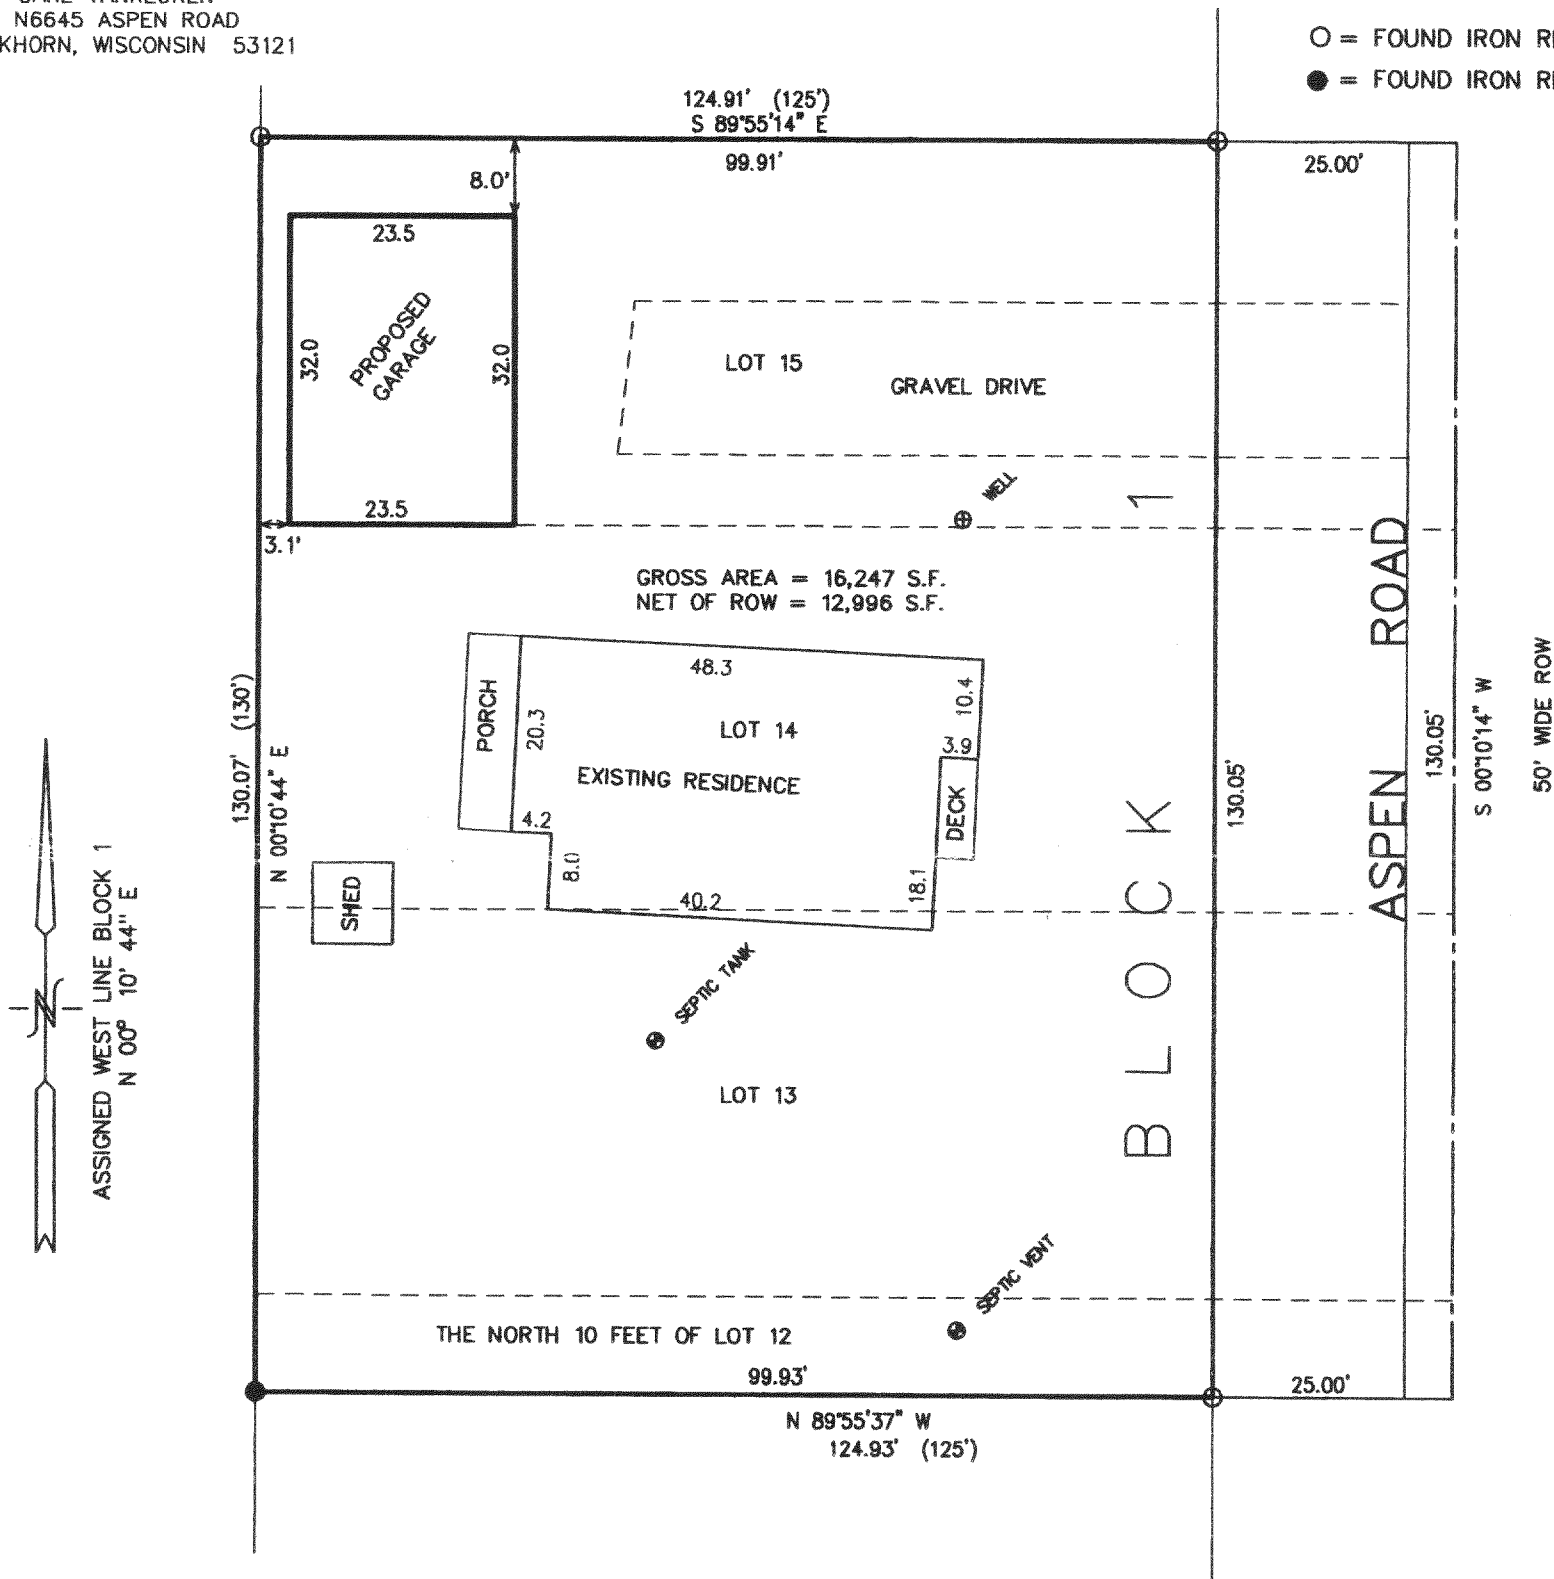 N6645 ASPEN ROAD
KHORN, WISCONSIN 53121
○ = FOUND IRON
● = FOUND IRON
124.91' (125')
S 89°55'14" E
99.91'
25.00'
8.0'
23.5
PROPOSED
GARAGE
32.0
32.0
23.5
3.1'
LOT 15
GRAVEL DRIVE
WELL
GROSS AREA = 16,247 S.F.
NET OF ROW = 12,996 S.F.
PORCH
48.3
20.3
10.4
LOT 14
3.9
EXISTING RESIDENCE
DECK
4.2
8.0
40.2
18.1
SHED
130.07' (130')
N 00°10'44" E
ASSIGNED WEST LINE BLOCK 1
N 00° 10' 44" E
N
SEPTIC TANK
LOT 13
BLOCK 1
130.05'
ASPEN ROAD
130.05'
S 00°10'14" W
50' WIDE ROW
SEPTIC VENT
THE NORTH 10 FEET OF LOT 12
99.93'
25.00'
N 89°55'37" W
124.93' (125')